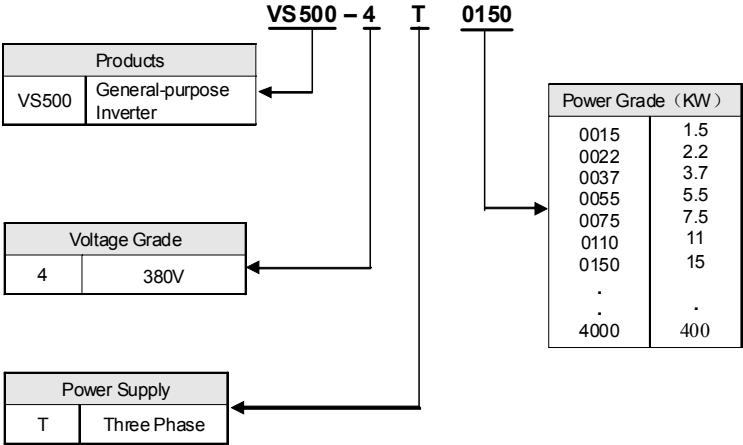 VS500 – 4 T 0150
Products
VS500 General-purpose
Inverter
Power Grade（KW）
0015 1.5
0022 2.2
0037 3.7
0055 5.5
0075 7.5
0110 11
0150 15
. .
.
4000 400
Voltage Grade
4 380V
Power Supply
T Three Phase